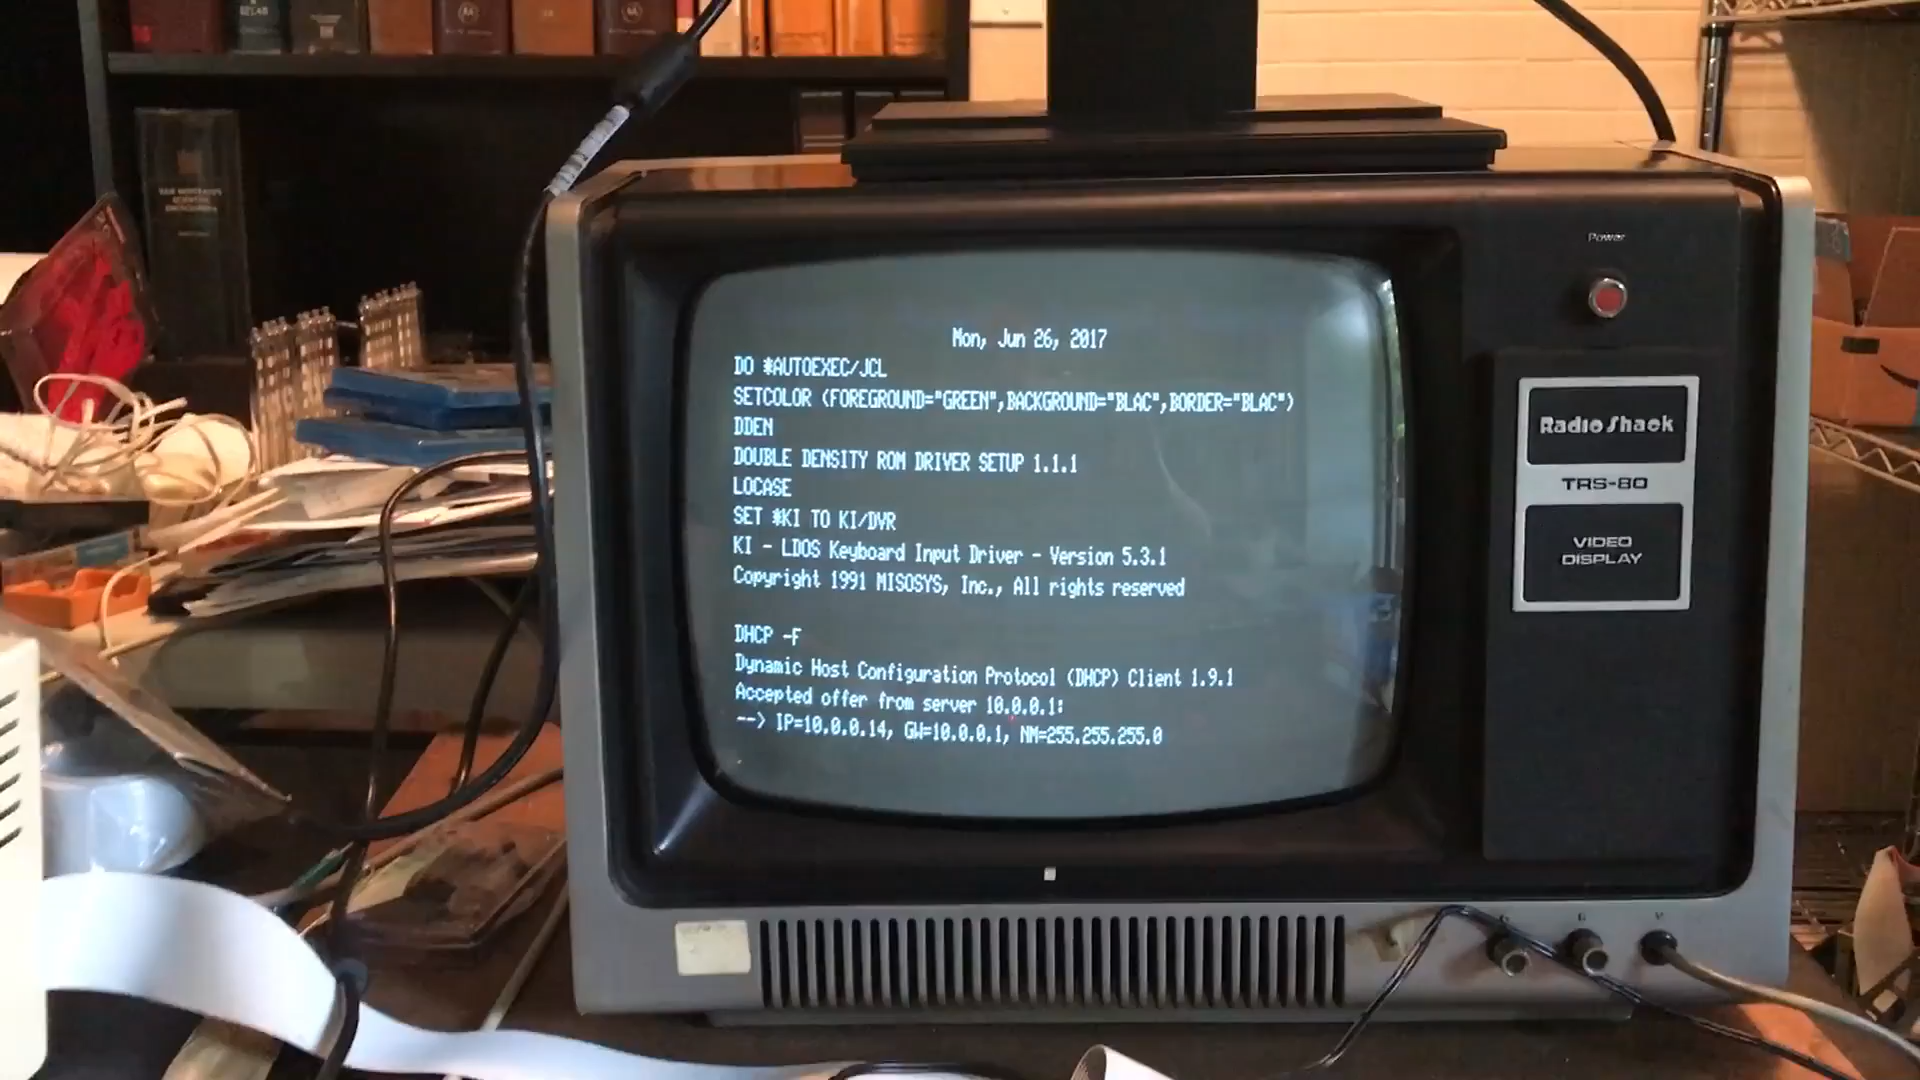 VAN NOSTRAND'S
SCIENTIFIC
ENCYCLOPEDIA
Power
Mon, Jun 26, 2017
DO *AUTOEXEC/JCL
SETCOLOR (FOREGROUND="GREEN",BACKGROUND="BLAC",BORDER="BLAC")
DDEN
DOUBLE DENSITY ROM DRIVER SETUP 1.1.1
LOCASE
SET *KI TO KI/DVR
KI - LDOS Keyboard Input Driver - Version 5.3.1
Copyright 1991 MISOSYS, Inc., All rights reserved
DHCP -F
Dynamic Host Configuration Protocol (DHCP) Client 1.9.1
Accepted offer from server 10.0.0.1:
--> IP=10.0.0.14, GW=10.0.0.1, NM=255.255.255.0
Radio Shack
TRS-80
VIDEO
DISPLAY